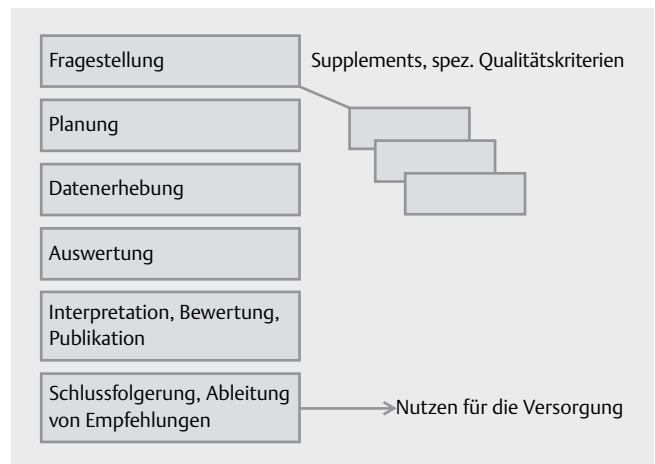 Fragestellung
Supplements, spez. Qualitätskriterien
Planung
Datenerhebung
Auswertung
Interpretation, Bewertung,
Publikation
Schlussfolgerung, Ableitung
von Empfehlungen
Nutzen für die Versorgung